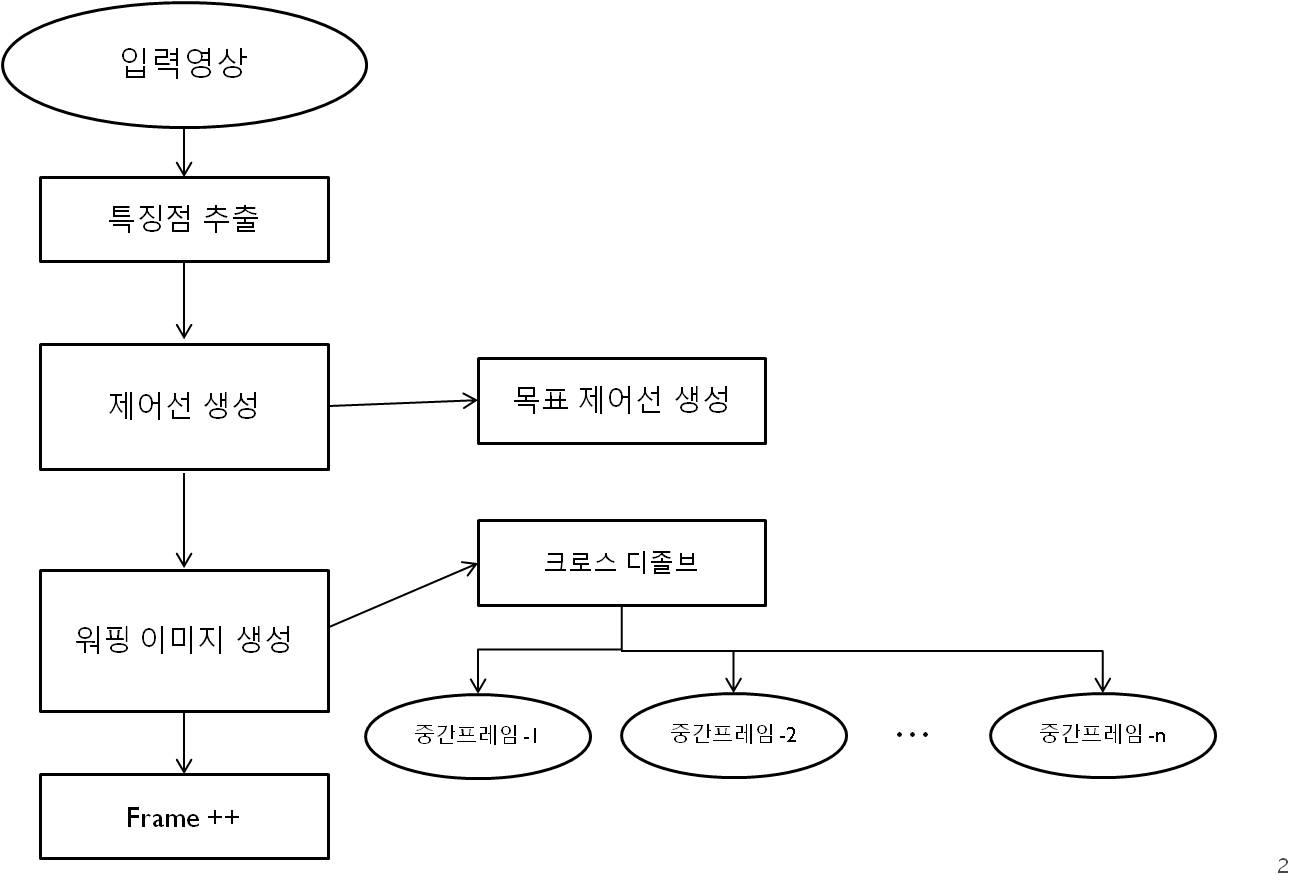 입력영상
특징점 추출
제어선 생성
목표 제어선 생성
크로스 디졸브
워핑 이미지 생성
중간프레임-1
중간프레임-2
...
중간프레임-n
Frame ++
2